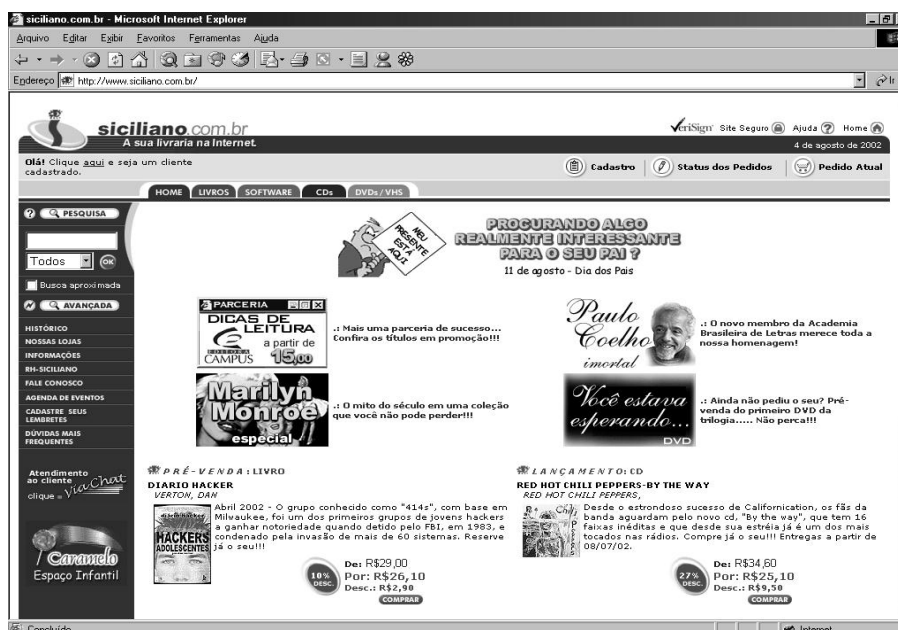 siciliano.com.br - Microsoft Internet Explorer
Arquivo Editar Exibir Favoritos Ferramentas Ajuda
Endereço http://www.siciliano.com.br/ Ir
siciliano.com.br
A sua livraria na Internet.
VeriSign Site Seguro Ajuda ? Home
4 de agosto de 2002
Olá! Clique aqui e seja um cliente
cadastrado.
Cadastro Status dos Pedidos Pedido Atual
HOME LIVROS SOFTWARE CDs DVDs / VHS
? PESQUISA
Todos OK
Busca aproximada
AVANÇADA
HISTÓRICO
NOSSAS LOJAS
INFORMAÇÕES
RH-SICILIANO
FALE CONOSCO
AGENDA DE EVENTOS
CADASTRE SEUS
LEMBRETES
DÚVIDAS MAIS
FREQUENTES
Atendimento
ao cliente
clique = Via Chat
Caramelo
Espaço Infantil
MEU
PRESENTE
ESTÁ
AQUI
PROCURANDO ALGO
REALMENTE INTERESSANTE
PARA O SEU PAI ?
11 de agosto - Dia dos Pais
PARCERIA
DICAS DE
LEITURA
EDITORA
CAMPUS
a partir de
15,00
.: Mais uma parceria de sucesso...
Confira os títulos em promoção!!!
Paulo
Coelho
imortal
.: O novo membro da Academia
Brasileira de Letras merece toda a
nossa homenagem!
Marilyn
Monroe
especial
.: O mito do século em uma coleção
que você não pode perder!!!
Você estava
esperando...
DVD
.: Ainda não pediu o seu? Pré-
venda do primeiro DVD da
trilogia..... Não perca!!!
PRÉ-VENDA: LIVRO
DIARIO HACKER
VERTON, DAN
HACKERS
ADOLESCENTES
Abril 2002 - O grupo conhecido como "414s", com base em
Milwaukee, foi um dos primeiros grupos de jovens hackers
a ganhar notoriedade quando detido pelo FBI, em 1983, e
condenado pela invasão de mais de 60 sistemas. Reserve
já o seu!!!
10%
DESC.
De: R$29,00
Por: R$26,10
Desc.: R$2,90
COMPRAR
LANÇAMENTO: CD
RED HOT CHILI PEPPERS-BY THE WAY
RED HOT CHILI PEPPERS,
Desde o estrondoso sucesso de Californication, os fãs da
banda aguardam pelo novo cd, "By the way", que tem 16
faixas inéditas e que desde sua estréia já é um dos mais
tocados nas rádios. Compre já o seu!!! Entregas a partir de
08/07/02.
27%
DESC.
De: R$34,60
Por: R$25,10
Desc.: R$9,50
COMPRAR
Concluído Internet